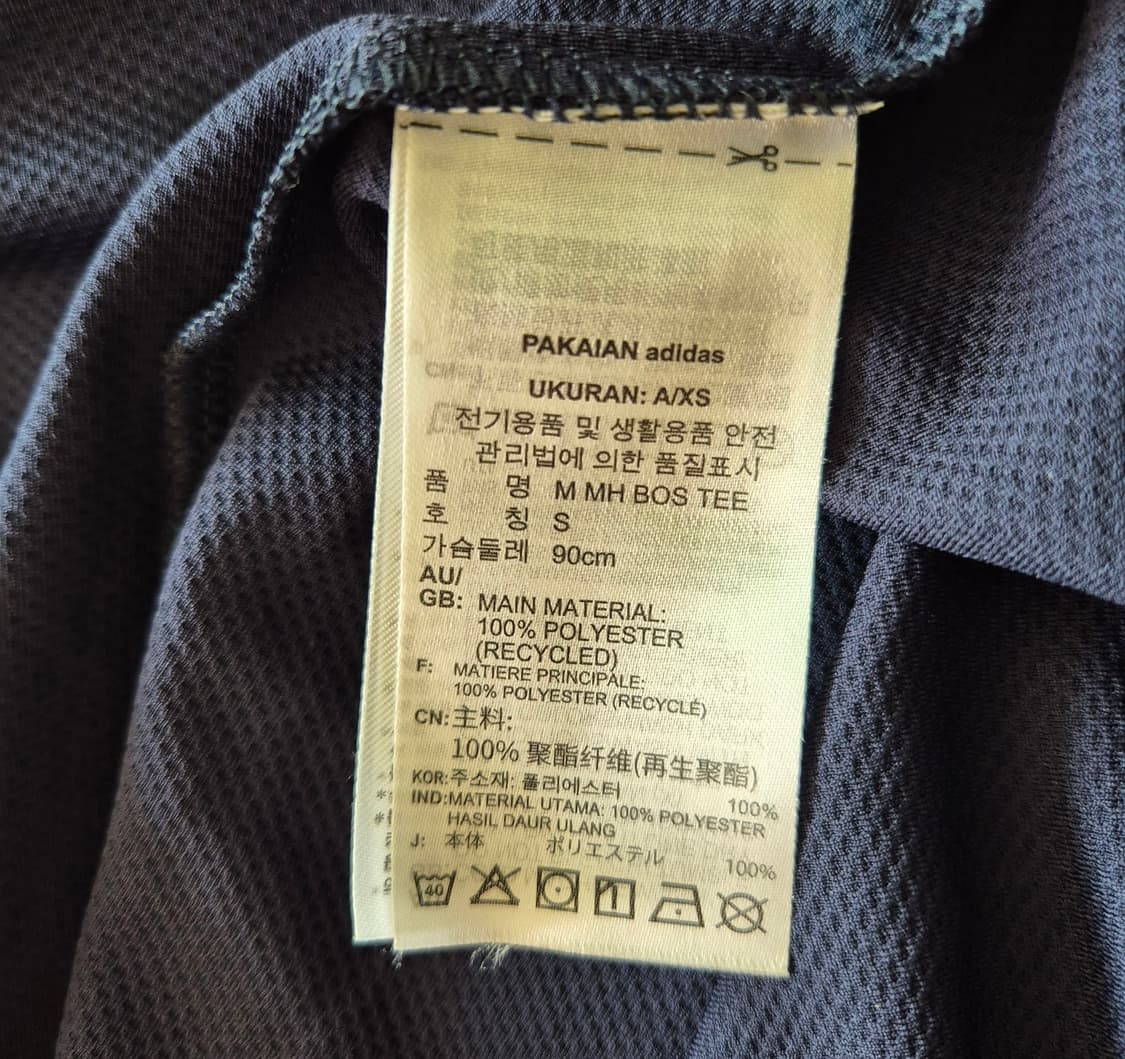 PAKAIAN adidas
UKURAN: A/XS
전기용품 및 생활용품 안전
관리법에 의한 품질표시
품 명 M MH BOS TEE
호 칭 S
가슴둘레 90cm
AU/
GB: MAIN MATERIAL:
100% POLYESTER
(RECYCLED)
F: MATIERE PRINCIPALE:
100% POLYESTER (RECYCLÉ)
CN: 主料:
100% 聚酯纤维(再生聚酯)
KOR: 주소재: 폴리에스터 100%
IND: MATERIAL UTAMA: 100% POLYESTER
HASIL DAUR ULANG
J: 本体 ポリエステル 100%
40